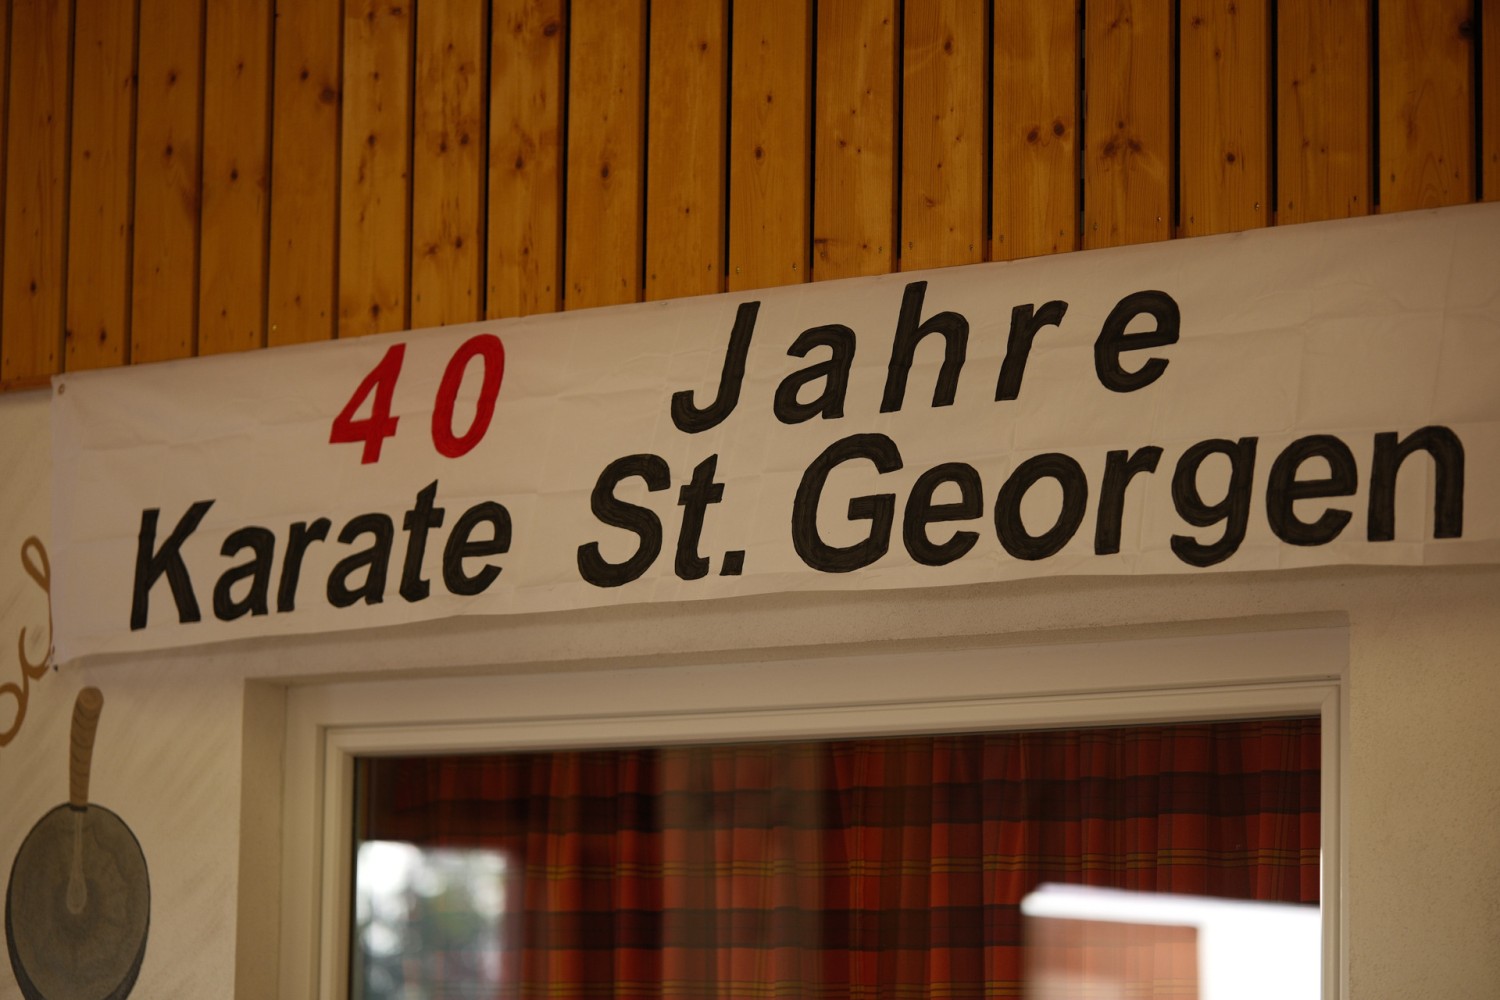 40 Jahre
Karate St. Georgen